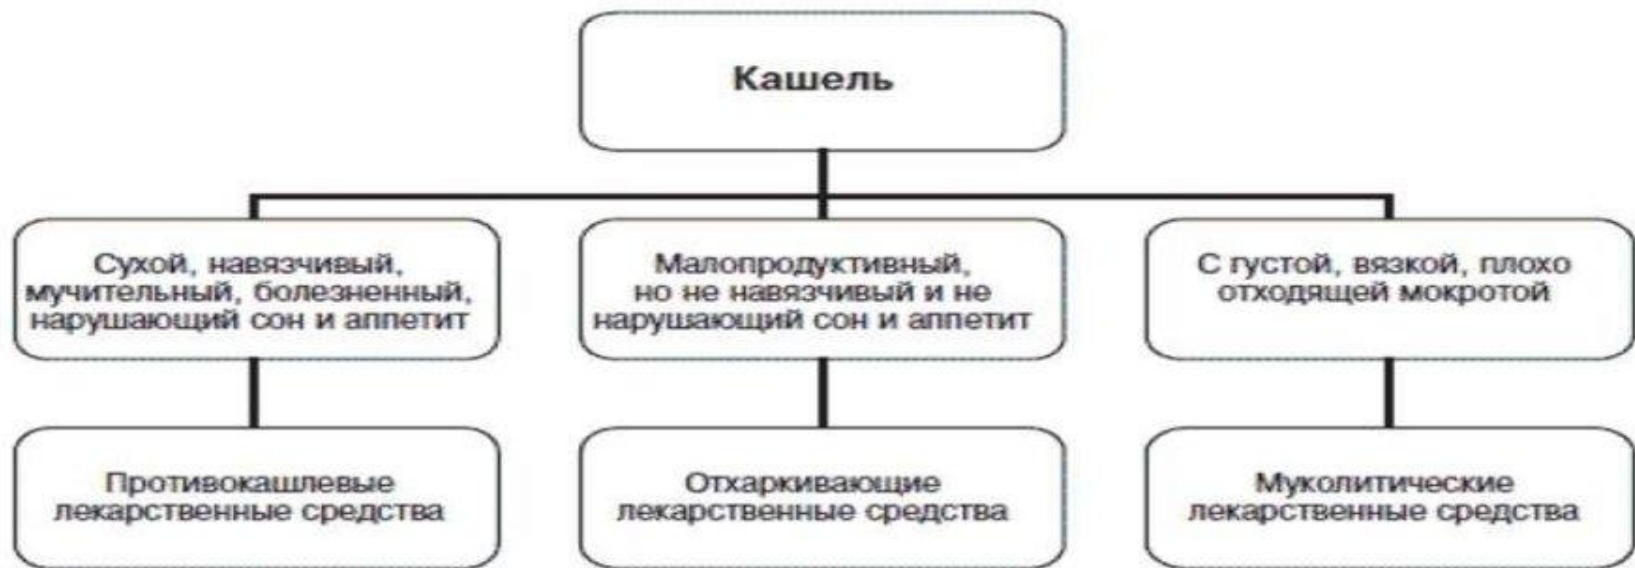 Кашель
Сухой, навязчивый,
мучительный, болезненный,
нарушающий сон и аппетит
Малопродуктивный,
но не навязчивый и не
нарушающий сон и аппетит
С густой, вязкой, плохо
отходящей мокротой
Противокашлевые
лекарственные средства
Отхаркивающие
лекарственные средства
Муколитические
лекарственные средства